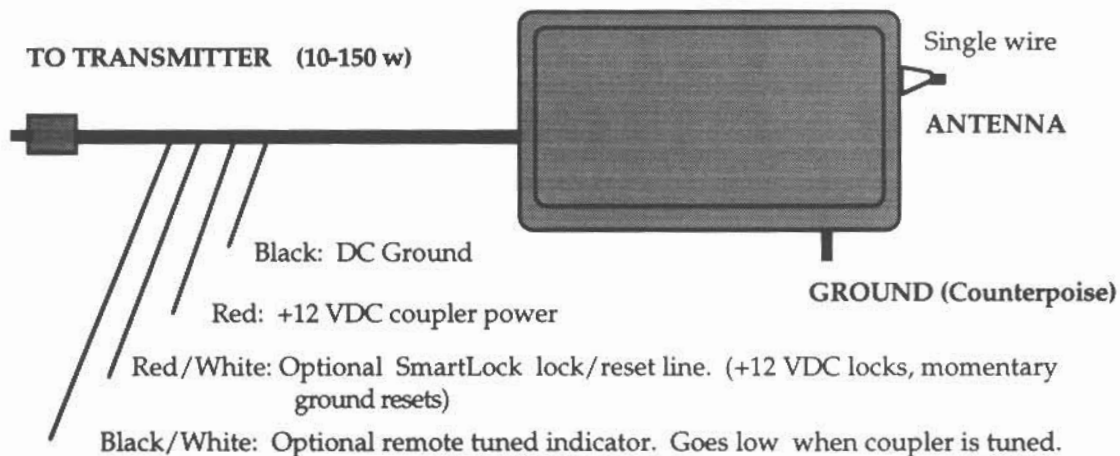 TO TRANSMITTER (10-150 w)
Single wire
ANTENNA
Black: DC Ground
GROUND (Counterpoise)
Red: +12 VDC coupler power
Red/White: Optional SmartLock lock/reset line. (+12 VDC locks, momentary
ground resets)
Black/White: Optional remote tuned indicator. Goes low when coupler is tuned.